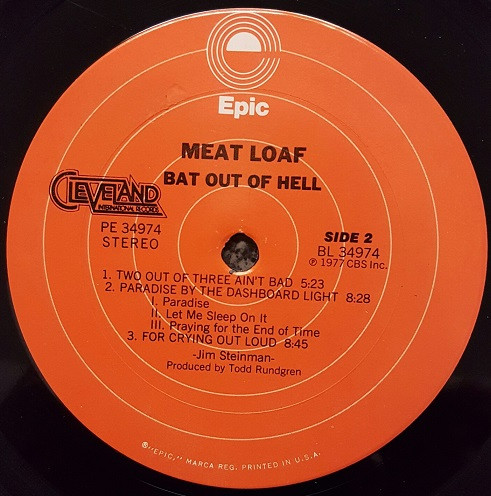 Epic
MEAT LOAF
BAT OUT OF HELL
CLEVELAND
INTERNATIONAL RECORDS
PE 34974
STEREO
SIDE 2
BL 34974
℗ 1977 CBS Inc.
1. TWO OUT OF THREE AIN'T BAD 5:23
2. PARADISE BY THE DASHBOARD LIGHT 8:28
I. Paradise
II. Let Me Sleep On It
III. Praying for the End of Time
3. FOR CRYING OUT LOUD 8:45
-Jim Steinman-
Produced by Todd Rundgren
® "EPIC," MARCA REG. PRINTED IN U.S.A.